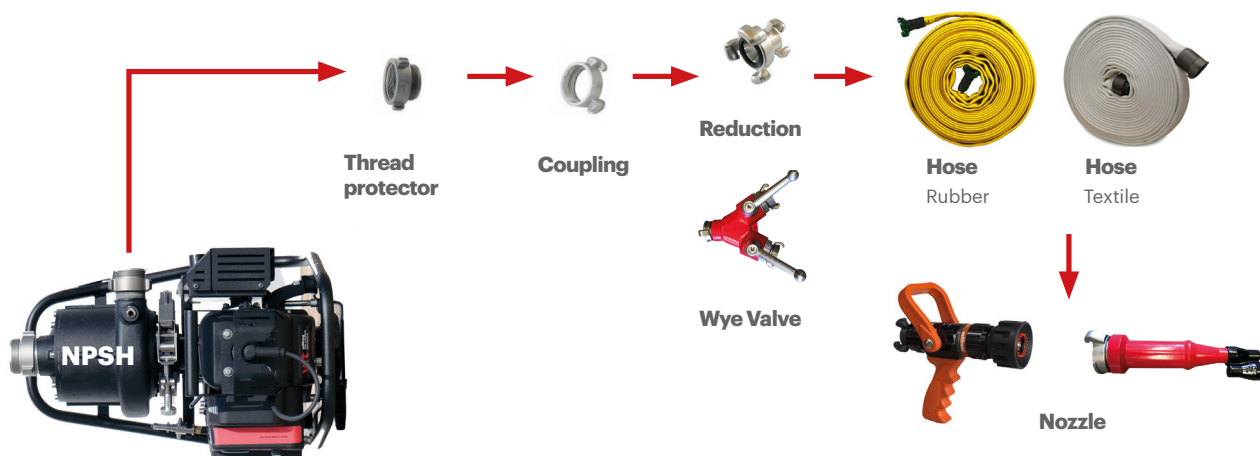 Thread
protector
Coupling
Reduction
Wye Valve
Hose
Rubber
Hose
Textile
NPSH
Nozzle